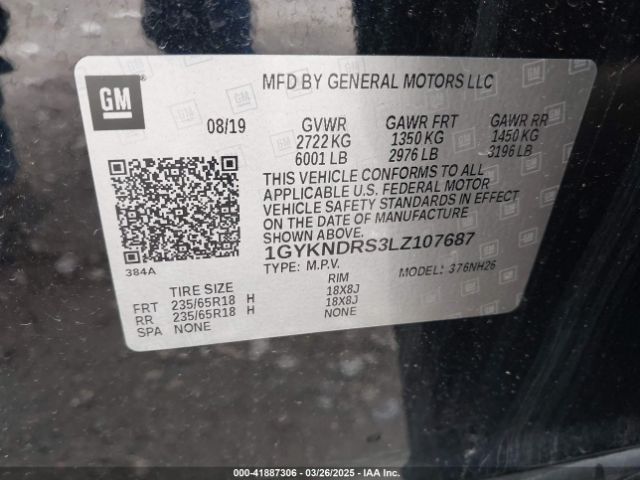 GM
MFD BY GENERAL MOTORS LLC
08/19 GVWR GAWR FRT GAWR RR
2722 KG 1350 KG 1450 KG
6001 LB 2976 LB 3196 LB
THIS VEHICLE CONFORMS TO ALL
APPLICABLE U.S. FEDERAL MOTOR
VEHICLE SAFETY STANDARDS IN EFFECT
ON THE DATE OF MANUFACTURE
SHOWN ABOVE.
1GYKNDRS3LZ107687
384A
TYPE: M.P.V. MODEL: 376NH26
TIRE SIZE RIM
FRT 235/65R18 H 18X8J
RR 235/65R18 H 18X8J
SPA NONE NONE
000-41887306 - 03/26/2025 - IAA Inc.